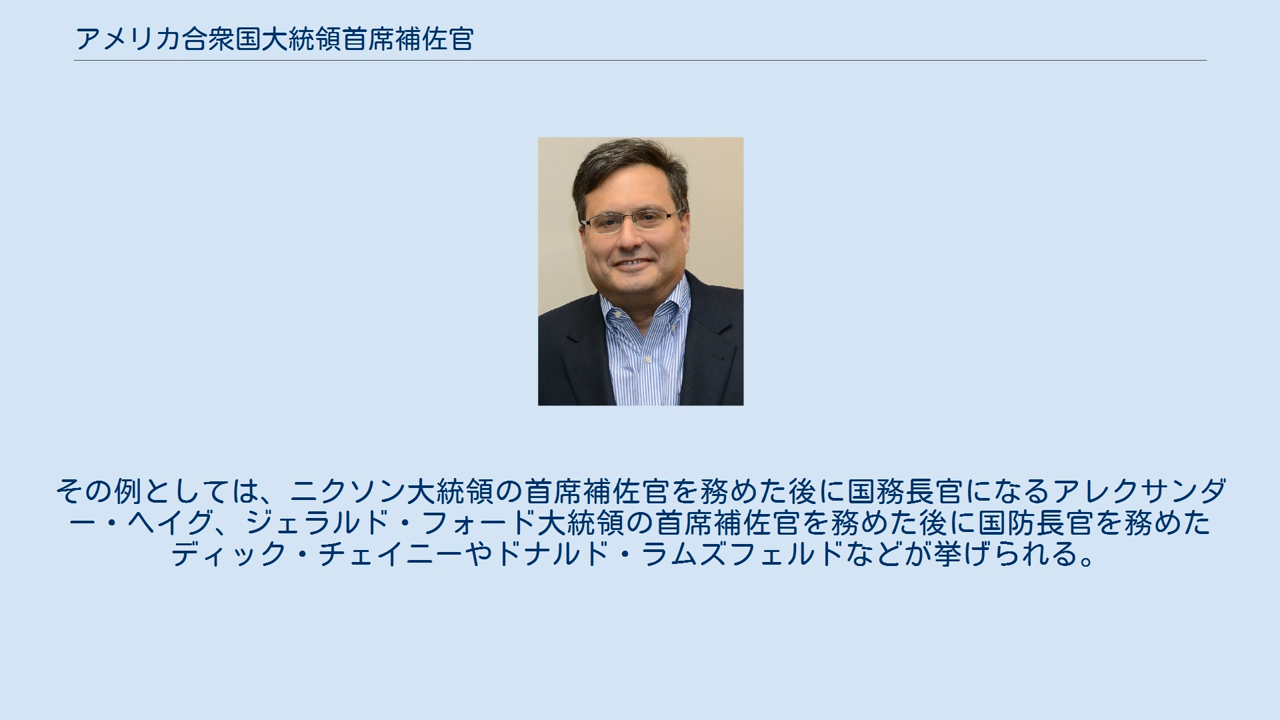 アメリカ合衆国大統領首席補佐官
その例としては、ニクソン大統領の首席補佐官を務めた後に国務長官になるアレクサンダ
ー・ヘイグ、ジェラルド・フォード大統領の首席補佐官を務めた後に国防長官を務めた
ディック・チェイニーやドナルド・ラムズフェルドなどが挙げられる。